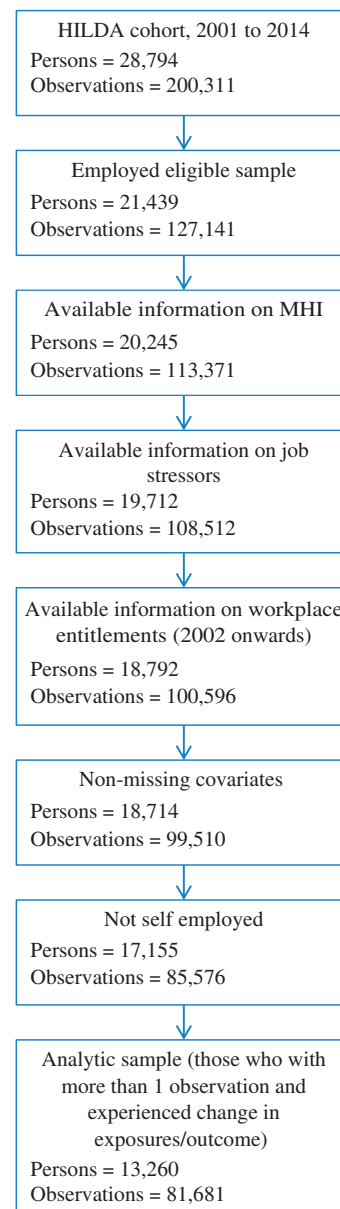 HILDA cohort, 2001 to 2014
Persons = 28,794
Observations = 200,311
Employed eligible sample
Persons = 21,439
Observations = 127,141
Available information on MHI
Persons = 20,245
Observations = 113,371
Available information on job
stressors
Persons = 19,712
Observations = 108,512
Available information on workplace
entitlements (2002 onwards)
Persons = 18,792
Observations = 100,596
Non-missing covariates
Persons = 18,714
Observations = 99,510
Not self employed
Persons = 17,155
Observations = 85,576
Analytic sample (those who with
more than 1 observation and
experienced change in
exposures/outcome)
Persons = 13,260
Observations = 81,681